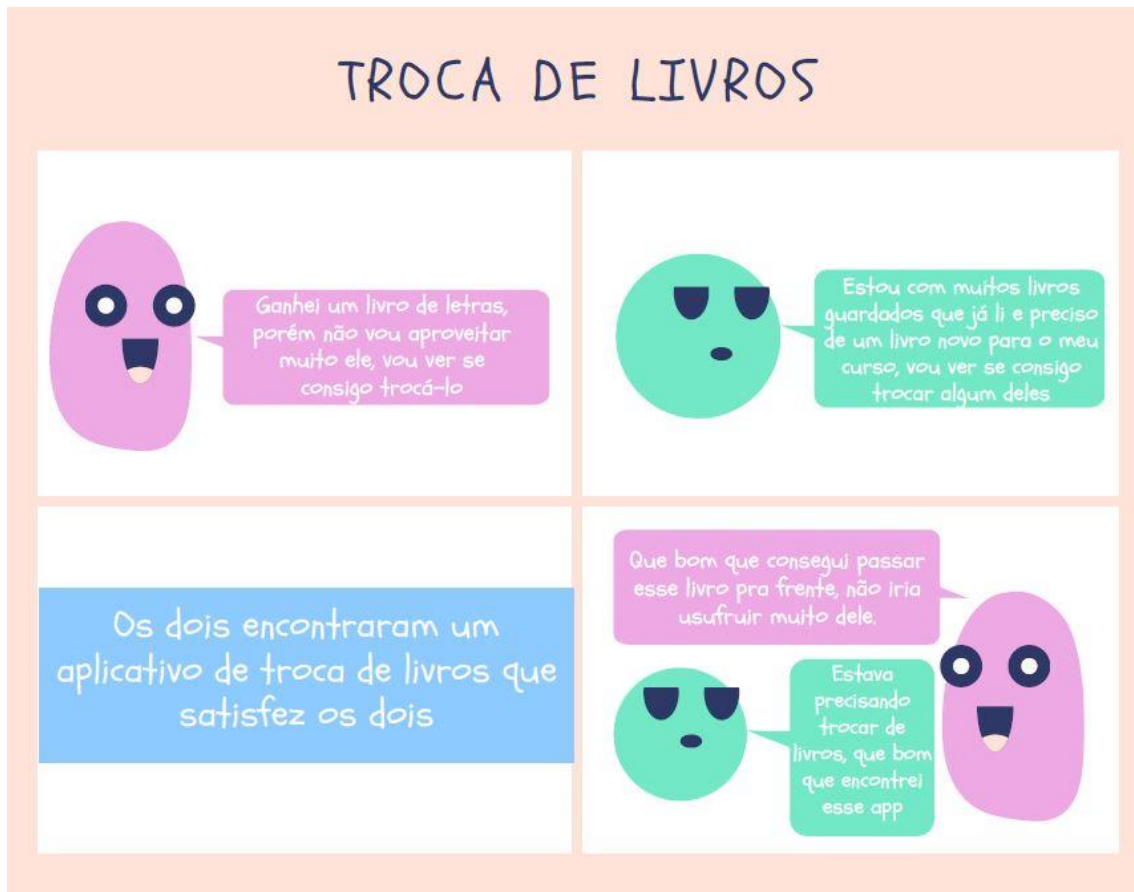 TROCA DE LIVROS
Ganhei um livro de letras,
porém não vou aproveitar
muito ele, vou ver se
consigo trocá-lo
Estou com muitos livros
guardados que já li e preciso
de um livro novo para o meu
curso, vou ver se consigo
trocar algum deles
Os dois encontraram um
aplicativo de troca de livros que
satisfez os dois
Que bom que consegui passar
esse livro pra frente, não iria
usufruir muito dele.
Estava
precisando
trocar de
livros, que bom
que encontrei
esse app